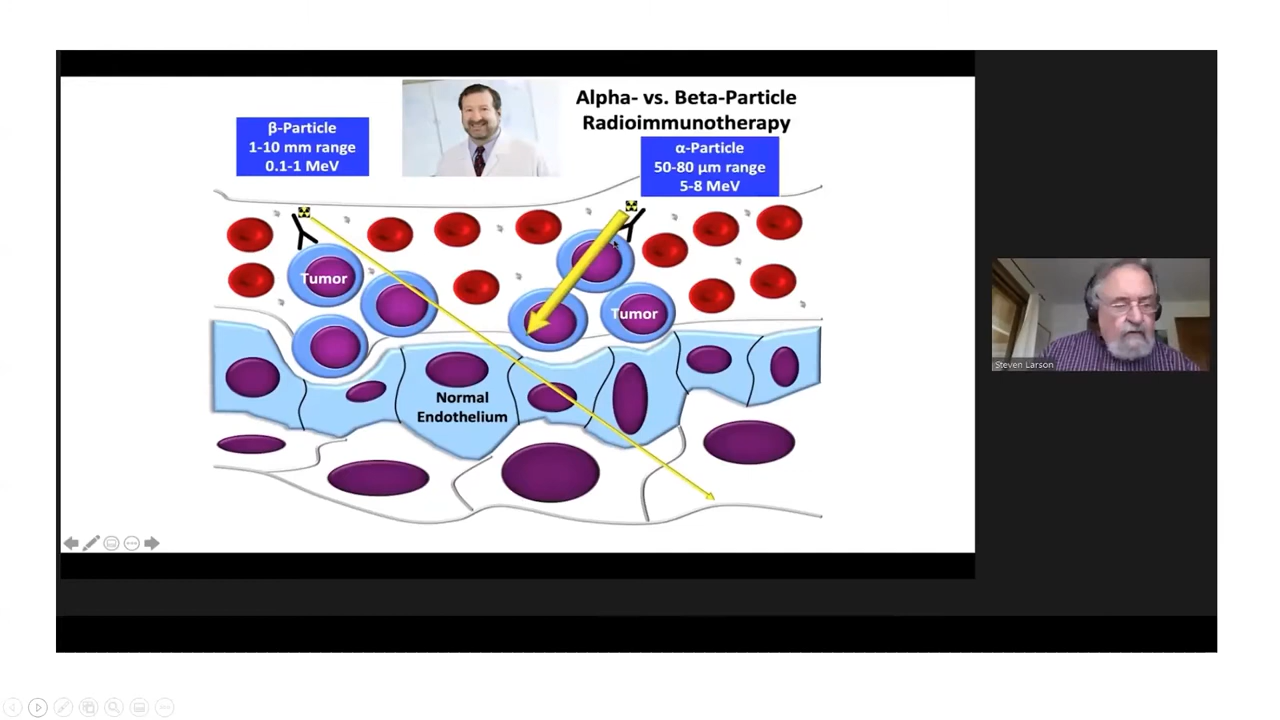 Alpha- vs. Beta-Particle
Radioimmunotherapy
β-Particle
1-10 mm range
0.1-1 MeV
α-Particle
50-80 μm range
5-8 MeV
Tumor
Tumor
Normal
Endothelium
Steven Larson